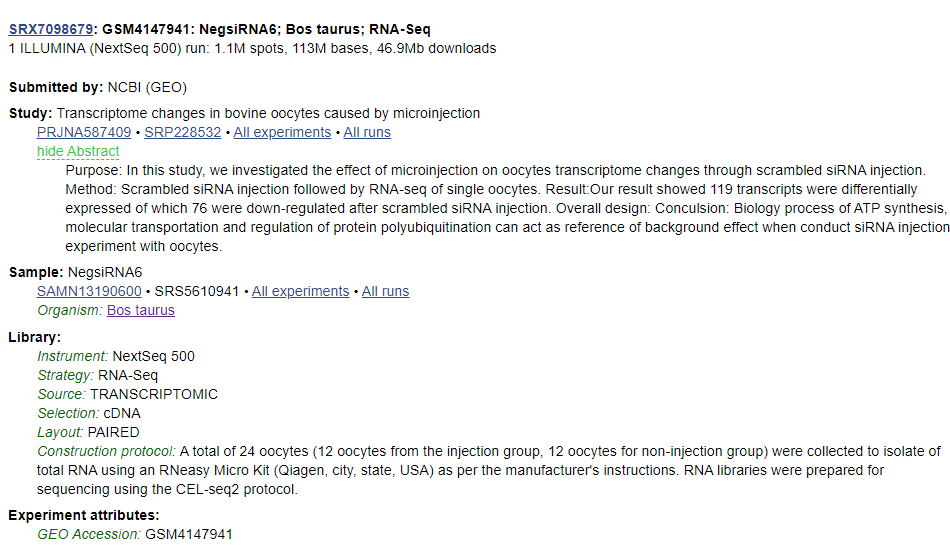 SRX7098679: GSM4147941: NegsiRNA6; Bos taurus; RNA-Seq
1 ILLUMINA (NextSeq 500) run: 1.1M spots, 113M bases, 46.9Mb downloads
Submitted by: NCBI (GEO)
Study: Transcriptome changes in bovine oocytes caused by microinjection
PRJNA587409 • SRP228532 • All experiments • All runs
hide Abstract
Purpose: In this study, we investigated the effect of microinjection on oocytes transcriptome changes through scrambled siRNA injection.
Method: Scrambled siRNA injection followed by RNA-seq of single oocytes. Result:Our result showed 119 transcripts were differentially
expressed of which 76 were down-regulated after scrambled siRNA injection. Overall design: Conculsion: Biology process of ATP synthesis,
molecular transportation and regulation of protein polyubiquitination can act as reference of background effect when conduct siRNA injection
experiment with oocytes.
Sample: NegsiRNA6
SAMN13190600 • SRS5610941 • All experiments • All runs
Organism: Bos taurus
Library:
Instrument: NextSeq 500
Strategy: RNA-Seq
Source: TRANSCRIPTOMIC
Selection: cDNA
Layout: PAIRED
Construction protocol: A total of 24 oocytes (12 oocytes from the injection group, 12 oocytes for non-injection group) were collected to isolate of
total RNA using an RNeasy Micro Kit (Qiagen, city, state, USA) as per the manufacturer's instructions. RNA libraries were prepared for
sequencing using the CEL-seq2 protocol.
Experiment attributes:
GEO Accession: GSM4147941